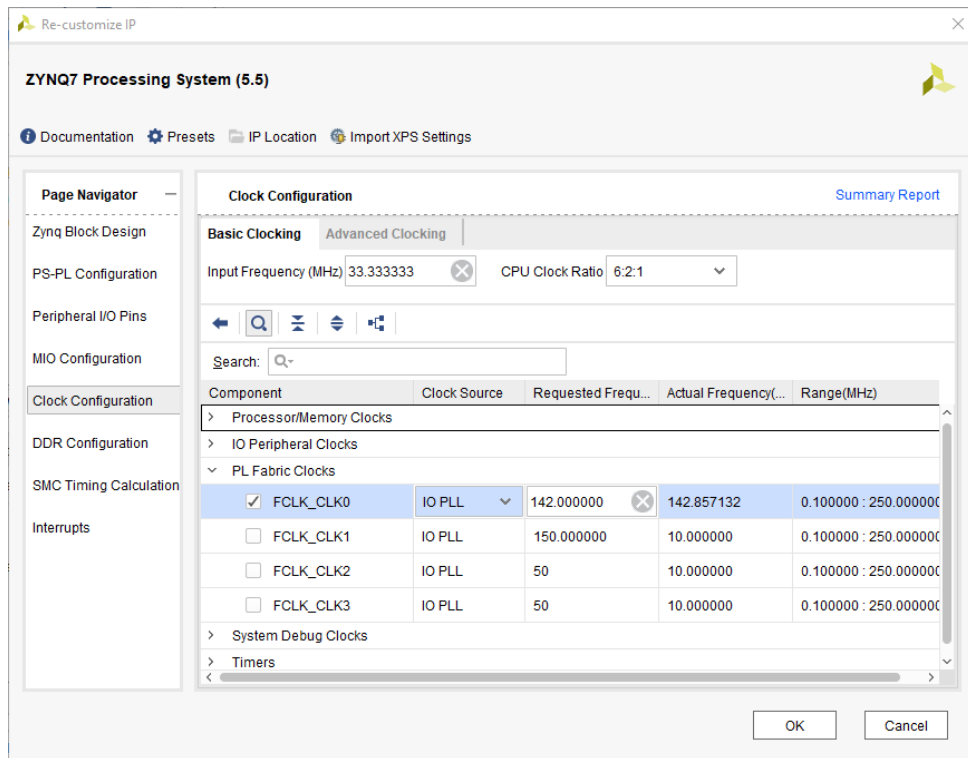 Re-customize IP
ZYNQ7 Processing System (5.5)
Documentation Presets IP Location Import XPS Settings
Page Navigator
Zynq Block Design
PS-PL Configuration
Peripheral I/O Pins
MIO Configuration
Clock Configuration
DDR Configuration
SMC Timing Calculation
Interrupts
Clock Configuration Summary Report
Basic Clocking Advanced Clocking
Input Frequency (MHz) 33.333333 CPU Clock Ratio 6:2:1
Search:
Component Clock Source Requested Frequ... Actual Frequency(... Range(MHz)
Processor/Memory Clocks
IO Peripheral Clocks
PL Fabric Clocks
FCLK_CLK0 IO PLL 142.000000 142.857132 0.100000 : 250.000000
FCLK_CLK1 IO PLL 150.000000 10.000000 0.100000 : 250.000000
FCLK_CLK2 IO PLL 50 10.000000 0.100000 : 250.000000
FCLK_CLK3 IO PLL 50 10.000000 0.100000 : 250.000000
System Debug Clocks
Timers
OK Cancel